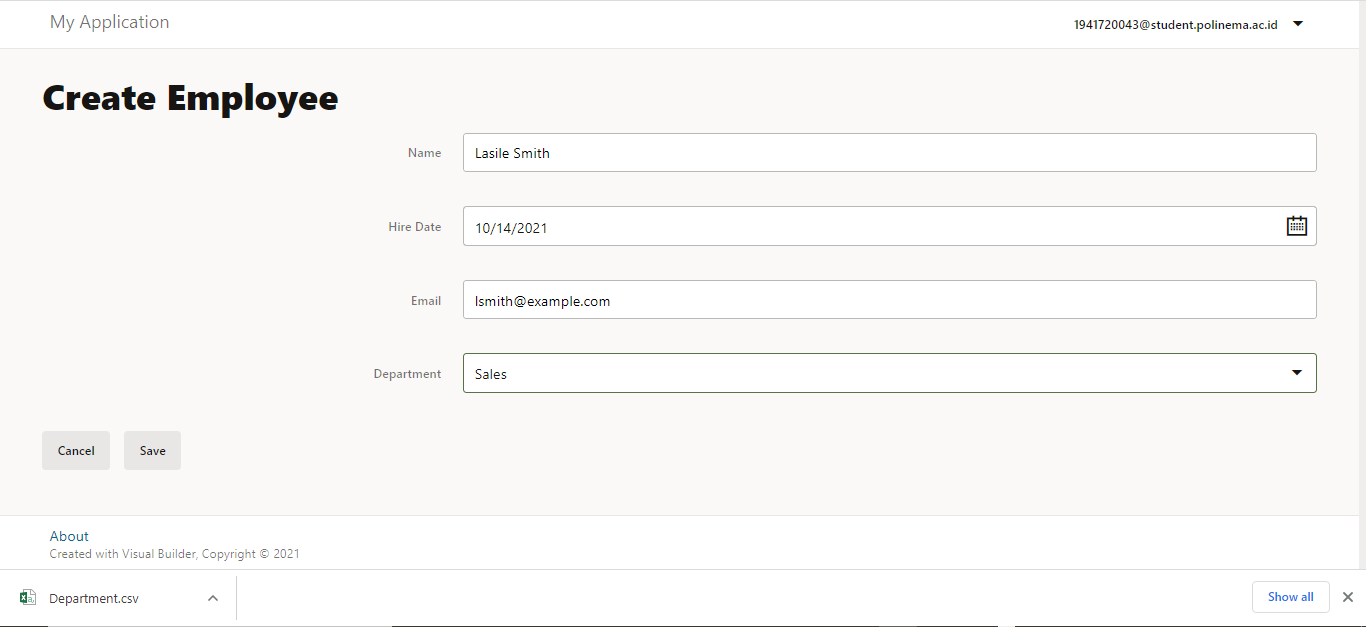 My Application
1941720043@student.polinema.ac.id
Create Employee
Name
Lasile Smith
Hire Date
10/14/2021
Email
lsmith@example.com
Department
Sales
Cancel
Save
About
Created with Visual Builder, Copyright © 2021
Department.csv
Show all